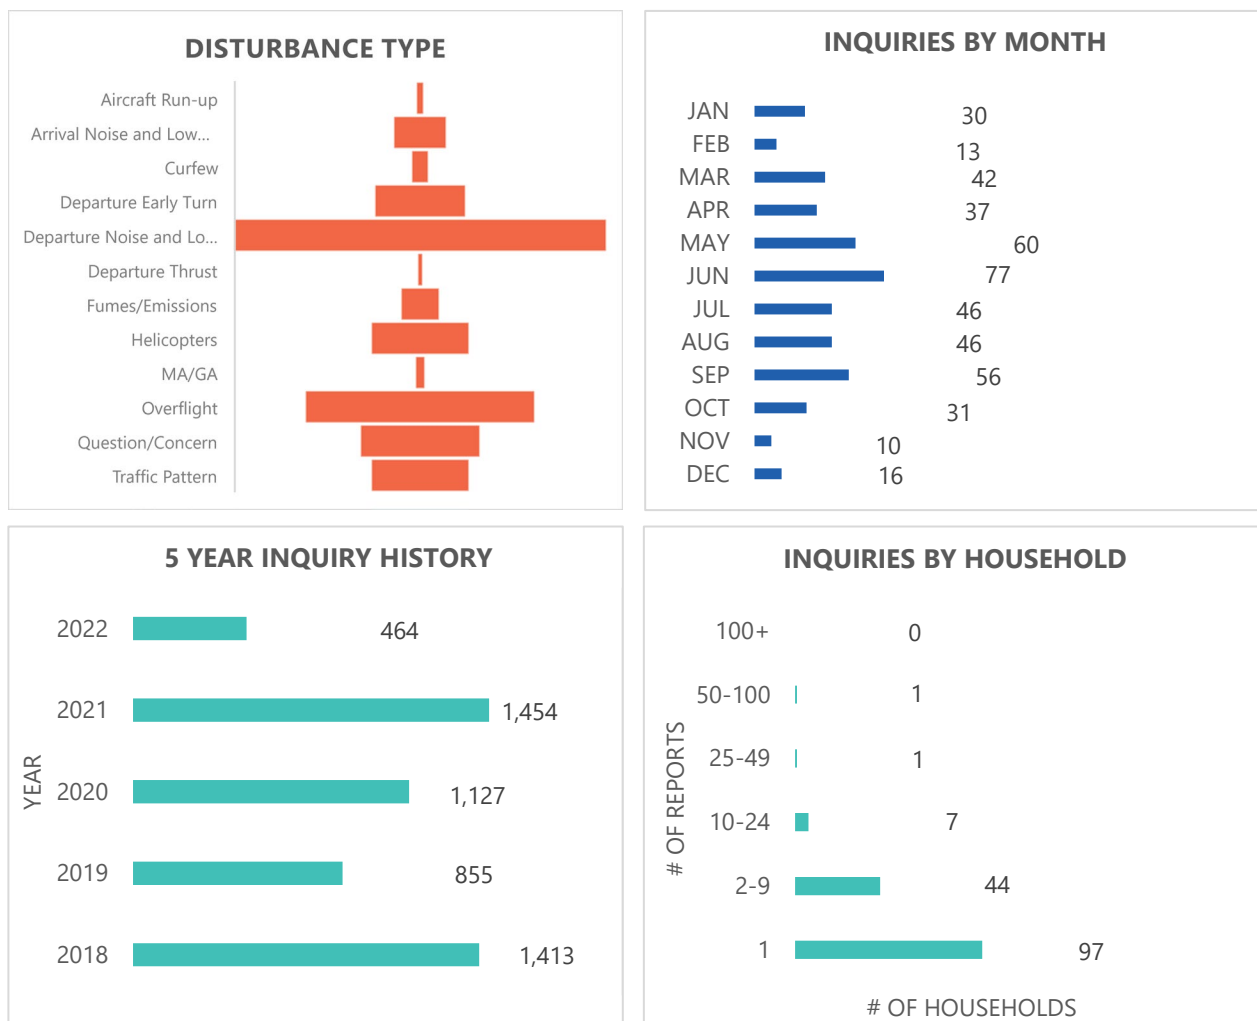 DISTURBANCE TYPE
Aircraft Run-up
Arrival Noise and Low...
Curfew
Departure Early Turn
Departure Noise and Lo...
Departure Thrust
Fumes/Emissions
Helicopters
MA/GA
Overflight
Question/Concern
Traffic Pattern
INQUIRIES BY MONTH
JAN 30
FEB 13
MAR 42
APR 37
MAY 60
JUN 77
JUL 46
AUG 46
SEP 56
OCT 31
NOV 10
DEC 16
5 YEAR INQUIRY HISTORY
YEAR
2022 464
2021 1,454
2020 1,127
2019 855
2018 1,413
INQUIRIES BY HOUSEHOLD
# OF REPORTS
100+ 0
50-100 1
25-49 1
10-24 7
2-9 44
1 97
# OF HOUSEHOLDS